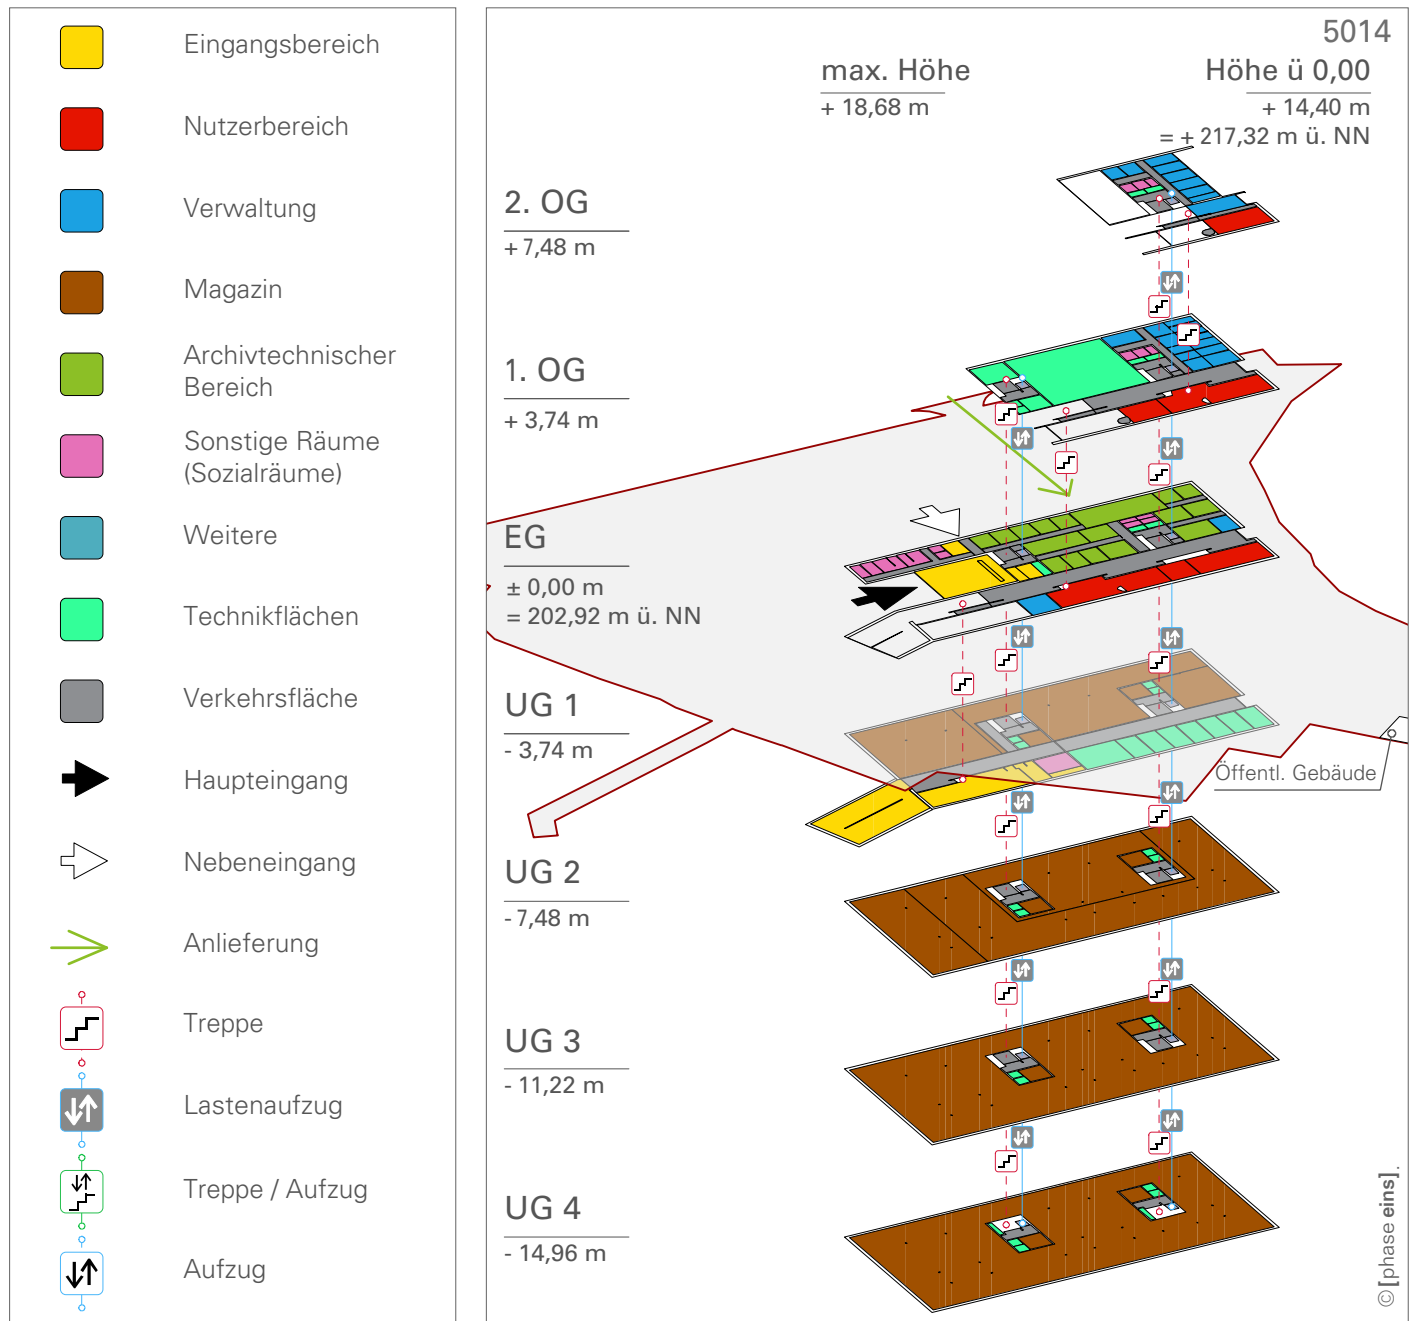 Eingangsbereich
Nutzerbereich
Verwaltung
Magazin
Archivtechnischer
Bereich
Sonstige Räume
(Sozialräume)
Weitere
Technikflächen
Verkehrsfläche
Haupteingang
Nebeneingang
Anlieferung
Treppe
Lastenaufzug
Treppe / Aufzug
Aufzug
5014
max. Höhe
+ 18,68 m
Höhe ü 0,00
+ 14,40 m
= + 217,32 m ü. NN
2. OG
+ 7,48 m
1. OG
+ 3,74 m
EG
± 0,00 m
= 202,92 m ü. NN
UG 1
- 3,74 m
Öffentl. Gebäude
UG 2
- 7,48 m
UG 3
- 11,22 m
UG 4
- 14,96 m
© [phase eins].